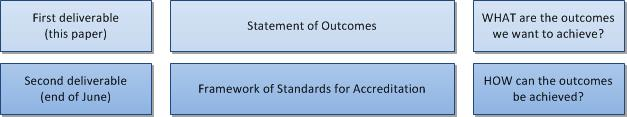 First deliverable
(this paper)
Statement of Outcomes
WHAT are the outcomes
we want to achieve?
Second deliverable
(end of June)
Framework of Standards for Accreditation
HOW can the outcomes
be achieved?